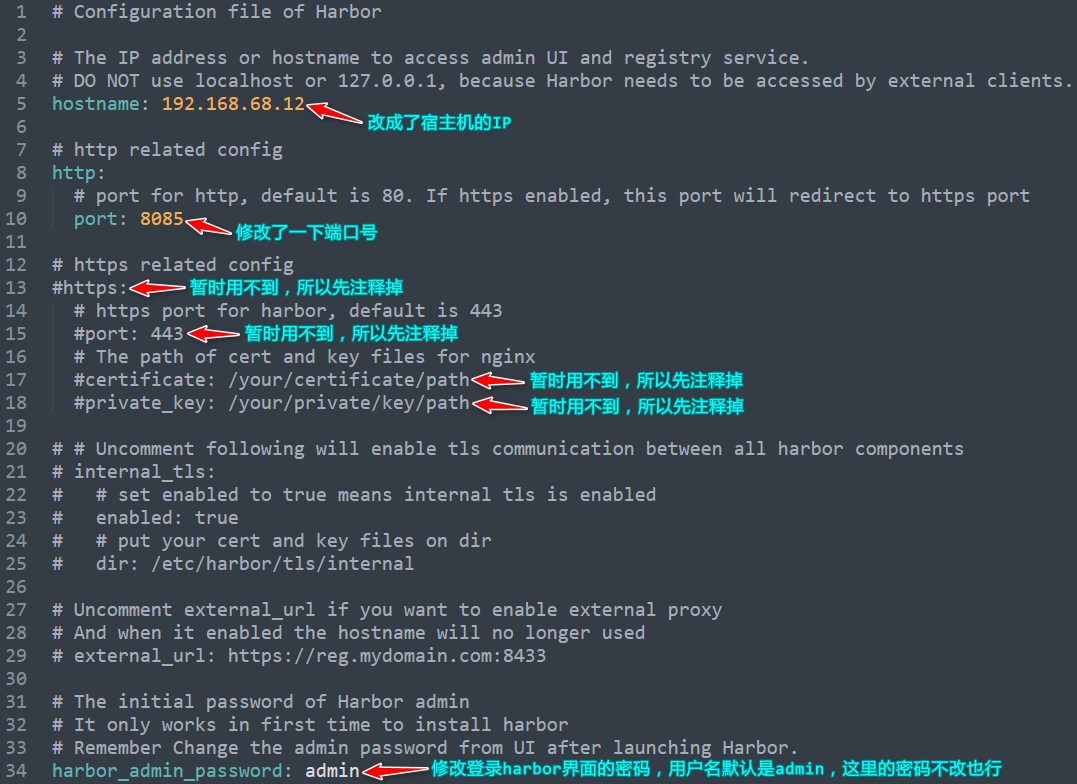 1 # Configuration file of Harbor
2
3 # The IP address or hostname to access admin UI and registry service.
4 # DO NOT use localhost or 127.0.0.1, because Harbor needs to be accessed by external clients.
5 hostname: 192.168.68.12 改成了宿主机的IP
6
7 # http related config
8 http:
9 # port for http, default is 80. If https enabled, this port will redirect to https port
10 port: 8085 修改了一下端口号
11
12 # https related config
13 #https: 暂时用不到，所以先注释掉
14 # https port for harbor, default is 443
15 #port: 443 暂时用不到，所以先注释掉
16 # The path of cert and key files for nginx
17 #certificate: /your/certificate/path 暂时用不到，所以先注释掉
18 #private_key: /your/private/key/path 暂时用不到，所以先注释掉
19
20 # # Uncomment following will enable tls communication between all harbor components
21 # internal_tls:
22 #   # set enabled to true means internal tls is enabled
23 #   enabled: true
24 #   # put your cert and key files on dir
25 #   dir: /etc/harbor/tls/internal
26
27 # Uncomment external_url if you want to enable external proxy
28 # And when it enabled the hostname will no longer used
29 # external_url: https://reg.mydomain.com:8433
30
31 # The initial password of Harbor admin
32 # It only works in first time to install harbor
33 # Remember Change the admin password from UI after launching Harbor.
34 harbor_admin_password: admin 修改登录harbor界面的密码，用户名默认是admin，这里的密码不改也行